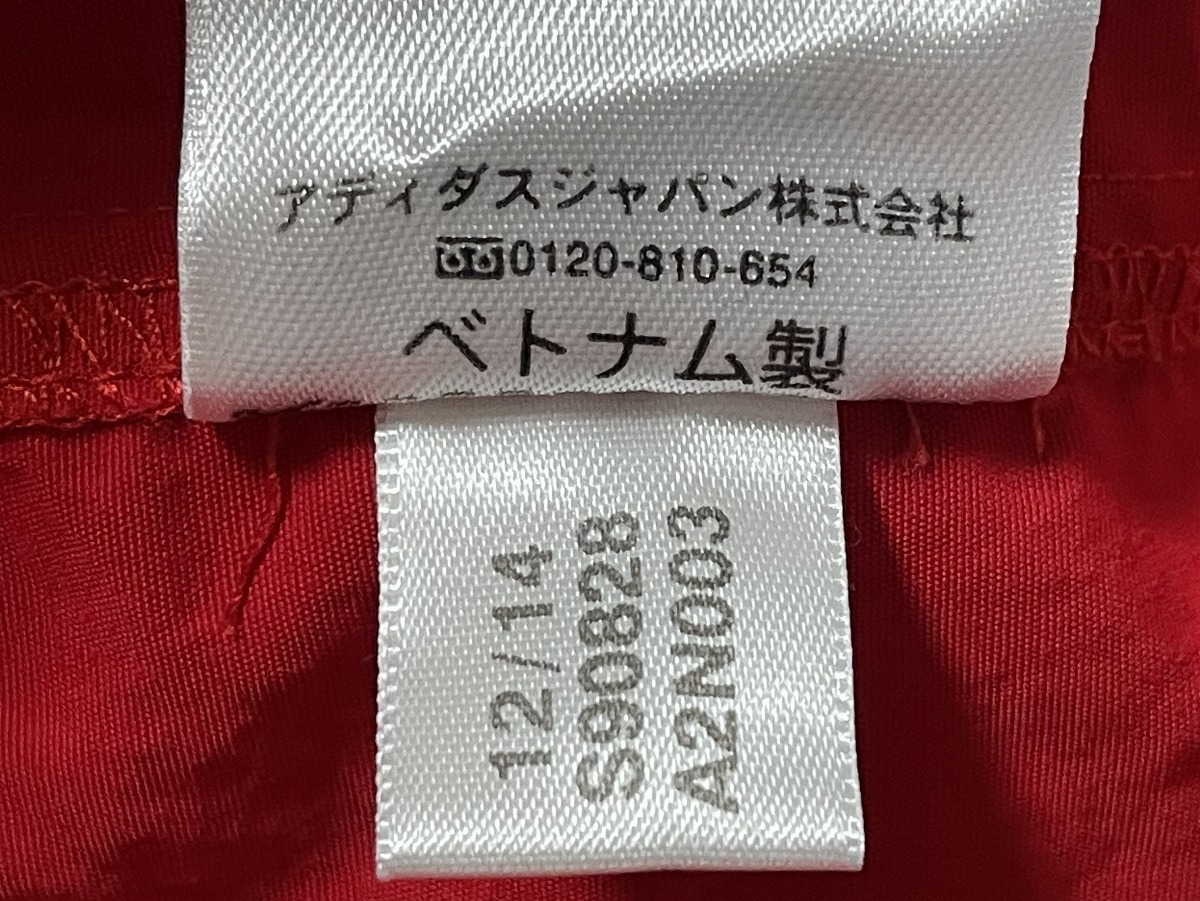 アディダスジャパン株式会社
0120-810-654
ベトナム製
12/14
S90828
A2N003